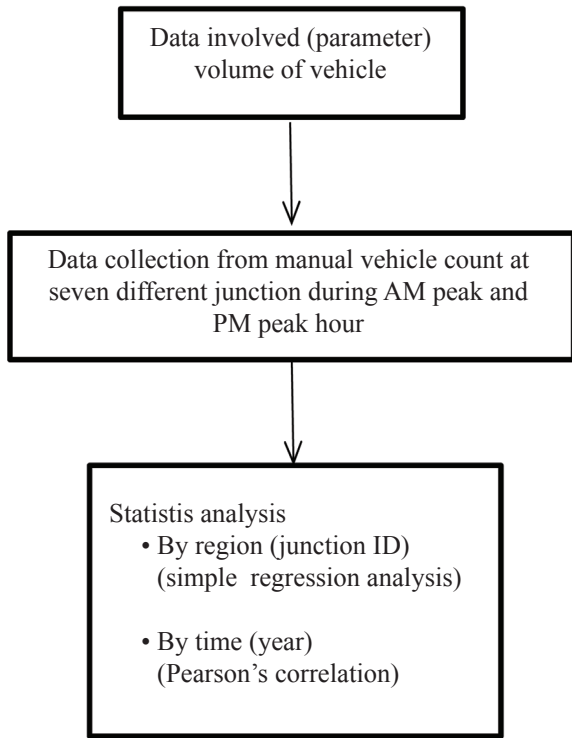 Data involved (parameter)
volume of vehicle
Data collection from manual vehicle count at
seven different junction during AM peak and
PM peak hour
Statistis analysis
• By region (junction ID)
(simple regression analysis)
• By time (year)
(Pearson’s correlation)